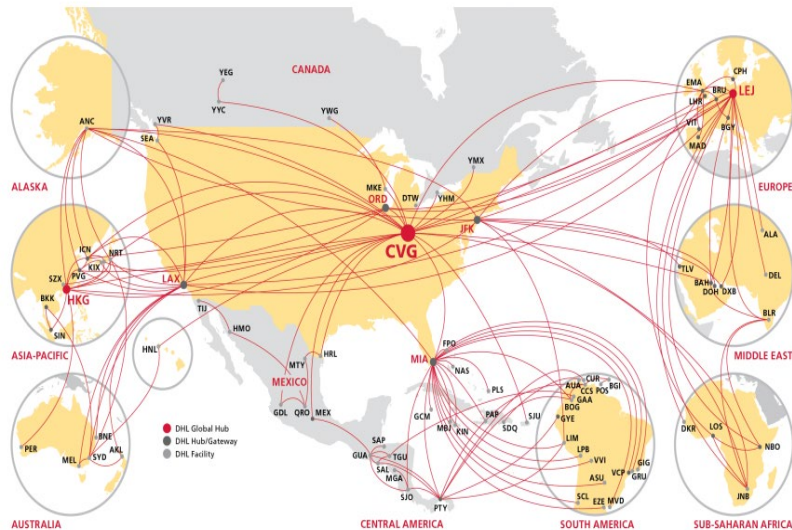 CANADA
YEG
YYC
YWG
YVR
SEA
YMX
MKE
ORD
DTW
YHM
CVG
JFK
ANC
ALASKA
EMA
CPH
LHR
BRU
LEJ
VIT
BGY
MAD
EUROPE
ICN
NRT
KIX
PVG
SZX
HKG
BKK
SIN
ASIA-PACIFIC
LAX
TIJ
HMO
HNL
HRL
MTY
MEXICO
GDL
QRO
MEX
ALA
TLV
BAH
DOH
DXB
DEL
BLR
MIDDLE EAST
FPO
MIA
NAS
PLS
GCM
MBJ
KIN
PAP
SDQ
SJU
PER
BNE
MEL
SYD
AKL
AUSTRALIA
DHL Global Hub
DHL Hub/Gateway
DHL Facility
SAP
GUA
TGU
SAL
MGA
SJO
PTY
CENTRAL AMERICA
AUA
CUR
CCS
POS
BGI
GAA
BOG
GYE
LIM
LPB
VVI
ASU
VCP
GIG
GRU
SCL
EZE
MVD
SOUTH AMERICA
DKR
LOS
NBO
JNB
SUB-SAHARAN AFRICA